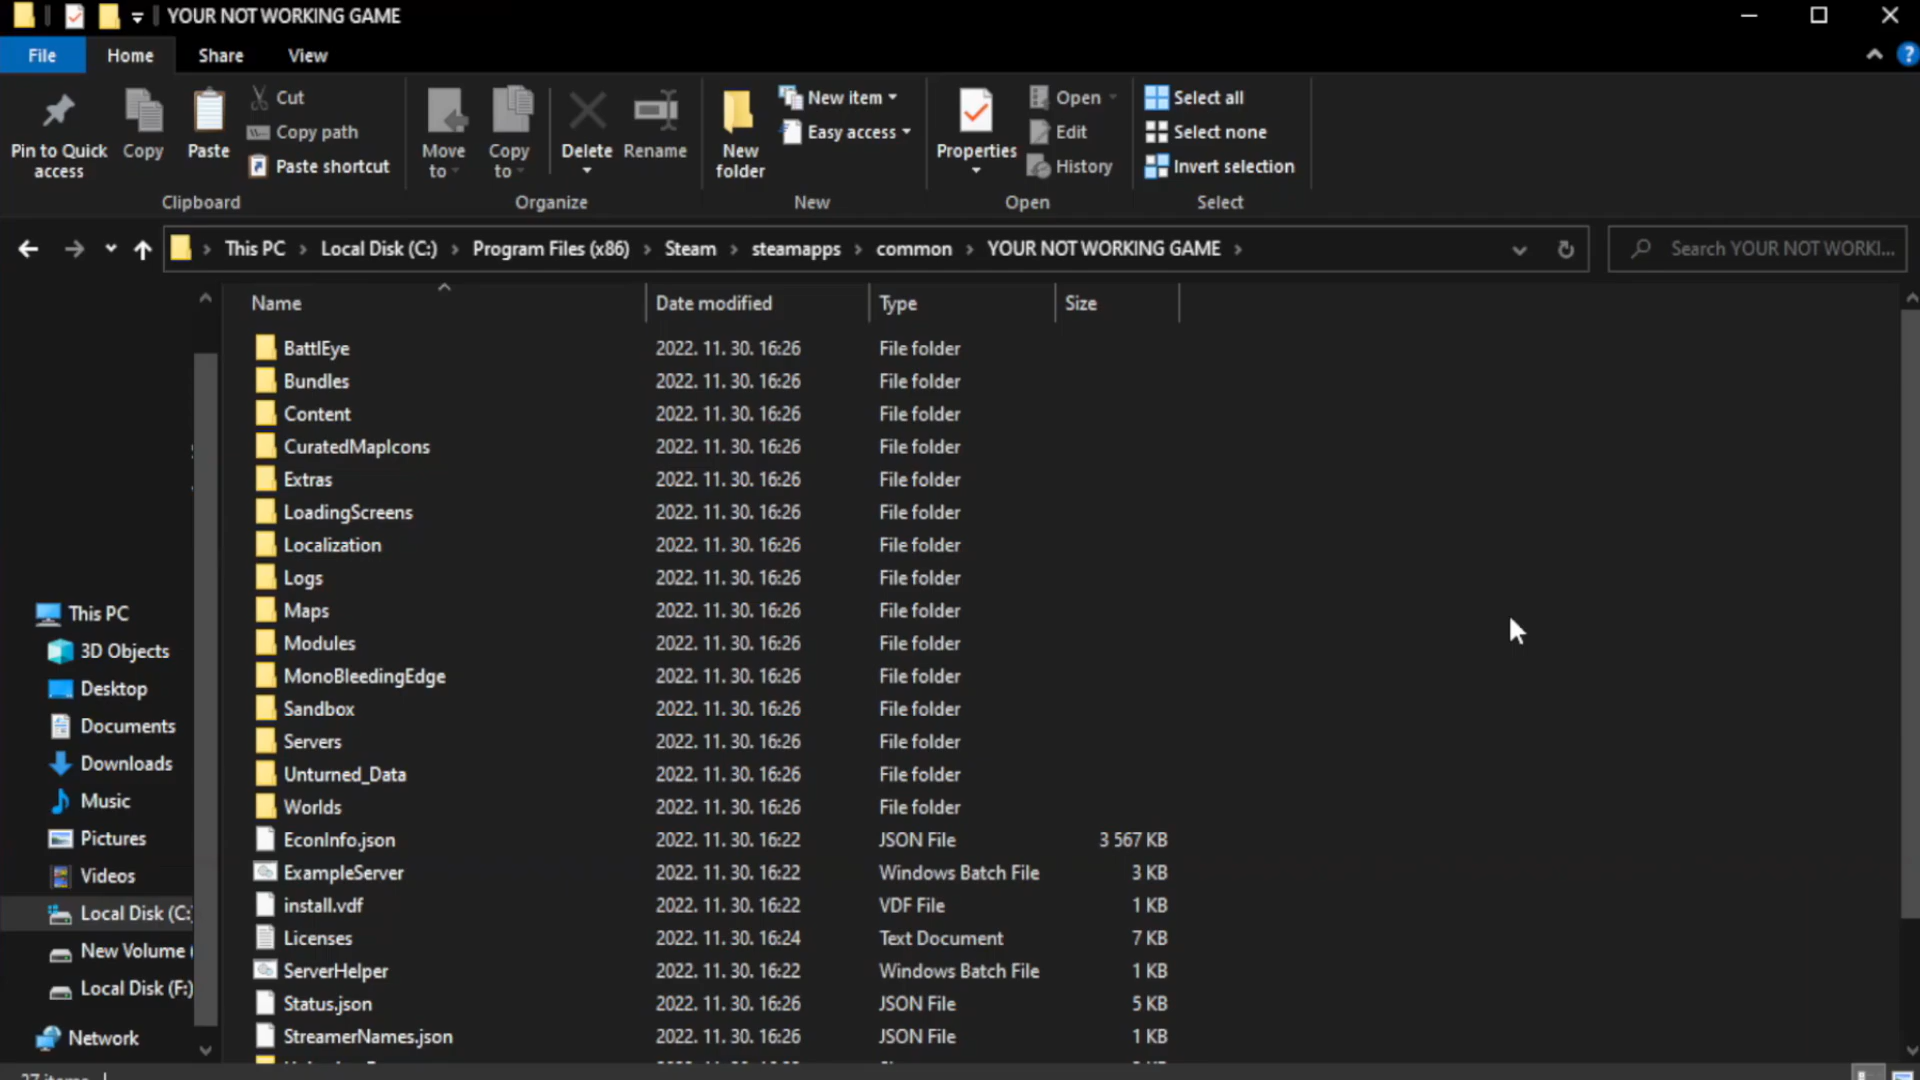 YOUR NOT WORKING GAME
File Home Share View
Pin to Quick access
Copy
Paste
Cut
Copy path
Paste shortcut
Clipboard
Move to
Copy to
Delete
Rename
Organize
New folder
New item
Easy access
New
Properties
Open
Edit
History
Open
Select all
Select none
Invert selection
Select
This PC > Local Disk (C:) > Program Files (x86) > Steam > steamapps > common > YOUR NOT WORKING GAME >
Search YOUR NOT WORKI...
This PC
3D Objects
Desktop
Documents
Downloads
Music
Pictures
Videos
Local Disk (C:
New Volume (
Local Disk (F:)
Network
Name Date modified Type Size
BattlEye 2022. 11. 30. 16:26 File folder
Bundles 2022. 11. 30. 16:26 File folder
Content 2022. 11. 30. 16:26 File folder
CuratedMapIcons 2022. 11. 30. 16:26 File folder
Extras 2022. 11. 30. 16:26 File folder
LoadingScreens 2022. 11. 30. 16:26 File folder
Localization 2022. 11. 30. 16:26 File folder
Logs 2022. 11. 30. 16:26 File folder
Maps 2022. 11. 30. 16:26 File folder
Modules 2022. 11. 30. 16:26 File folder
MonoBleedingEdge 2022. 11. 30. 16:26 File folder
Sandbox 2022. 11. 30. 16:26 File folder
Servers 2022. 11. 30. 16:26 File folder
Unturned_Data 2022. 11. 30. 16:26 File folder
Worlds 2022. 11. 30. 16:26 File folder
EconInfo.json 2022. 11. 30. 16:22 JSON File 3 567 KB
ExampleServer 2022. 11. 30. 16:22 Windows Batch File 3 KB
install.vdf 2022. 11. 30. 16:22 VDF File 1 KB
Licenses 2022. 11. 30. 16:24 Text Document 7 KB
ServerHelper 2022. 11. 30. 16:22 Windows Batch File 1 KB
Status.json 2022. 11. 30. 16:26 JSON File 5 KB
StreamerNames.json 2022. 11. 30. 16:26 JSON File 1 KB